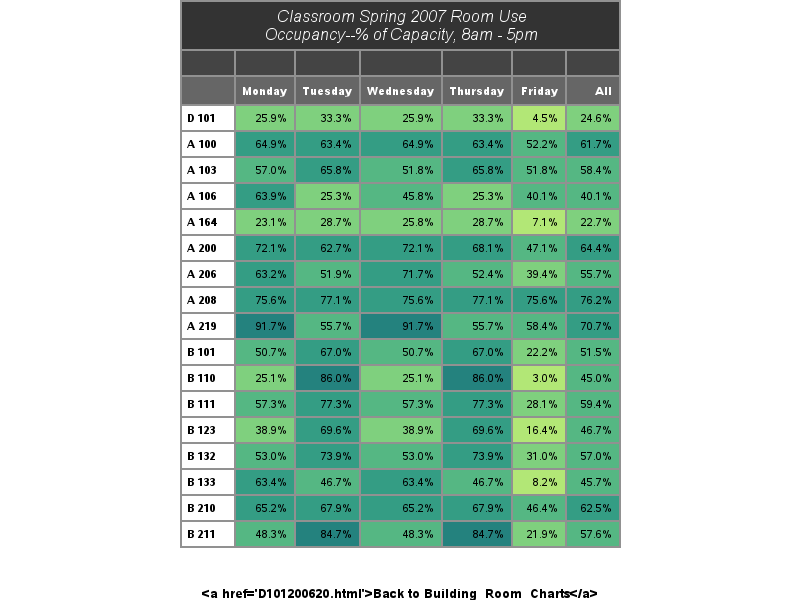 Classroom Spring 2007 Room Use
Occupancy--% of Capacity, 8am - 5pm
Monday Tuesday Wednesday Thursday Friday All
D 101 25.9% 33.3% 25.9% 33.3% 4.5% 24.6%
A 100 64.9% 63.4% 64.9% 63.4% 52.2% 61.7%
A 103 57.0% 65.8% 51.8% 65.8% 51.8% 58.4%
A 106 63.9% 25.3% 45.8% 25.3% 40.1% 40.1%
A 164 23.1% 28.7% 25.8% 28.7% 7.1% 22.7%
A 200 72.1% 62.7% 72.1% 68.1% 47.1% 64.4%
A 206 63.2% 51.9% 71.7% 52.4% 39.4% 55.7%
A 208 75.6% 77.1% 75.6% 77.1% 75.6% 76.2%
A 219 91.7% 55.7% 91.7% 55.7% 58.4% 70.7%
B 101 50.7% 67.0% 50.7% 67.0% 22.2% 51.5%
B 110 25.1% 86.0% 25.1% 86.0% 3.0% 45.0%
B 111 57.3% 77.3% 57.3% 77.3% 28.1% 59.4%
B 123 38.9% 69.6% 38.9% 69.6% 16.4% 46.7%
B 132 53.0% 73.9% 53.0% 73.9% 31.0% 57.0%
B 133 63.4% 46.7% 63.4% 46.7% 8.2% 45.7%
B 210 65.2% 67.9% 65.2% 67.9% 46.4% 62.5%
B 211 48.3% 84.7% 48.3% 84.7% 21.9% 57.6%
<a href='D101200620.html'>Back to Building_Room_Charts</a>